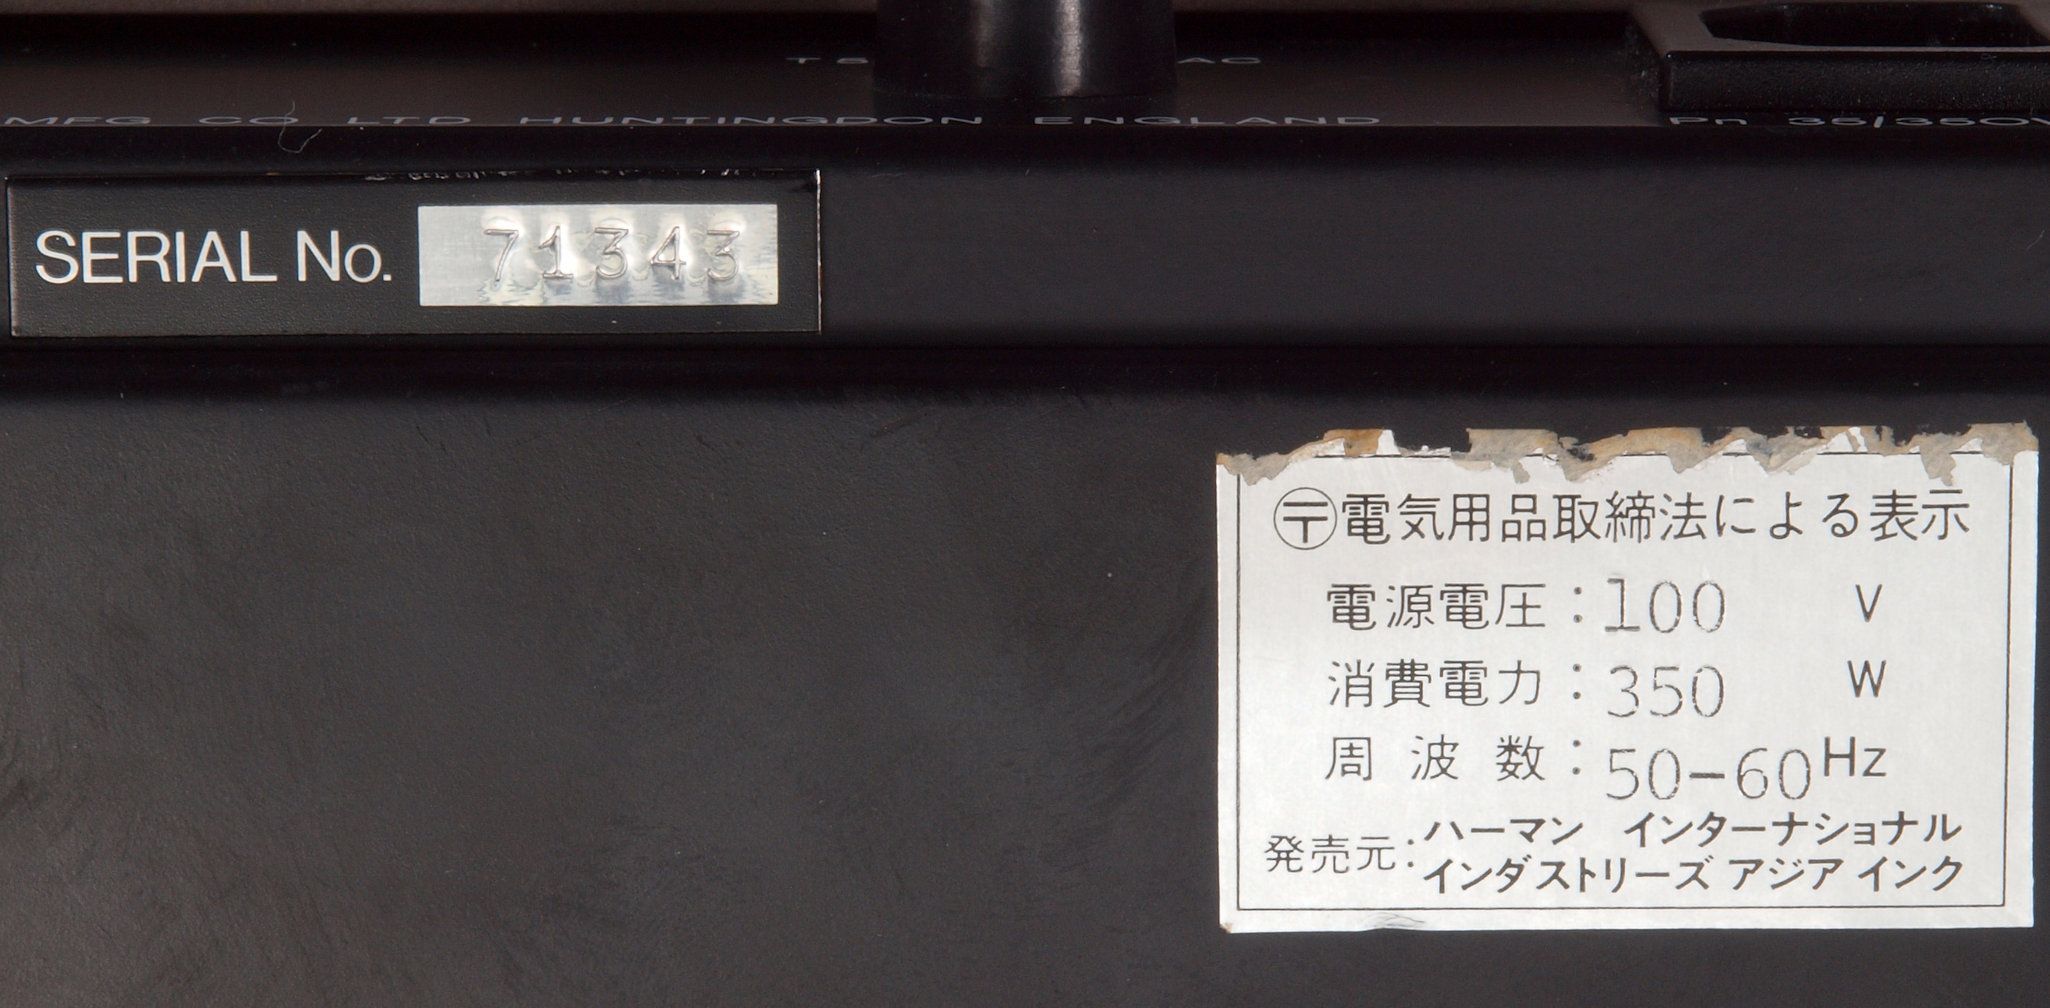 AC
MFG CO LTD HUNTINGDON ENGLAND
SERIAL No. 71343
〒電気用品取締法による表示
電源電圧:100 V
消費電力:350 W
周波数:50-60Hz
発売元:ハーマン インターナショナル
インダストリーズ アジア インク